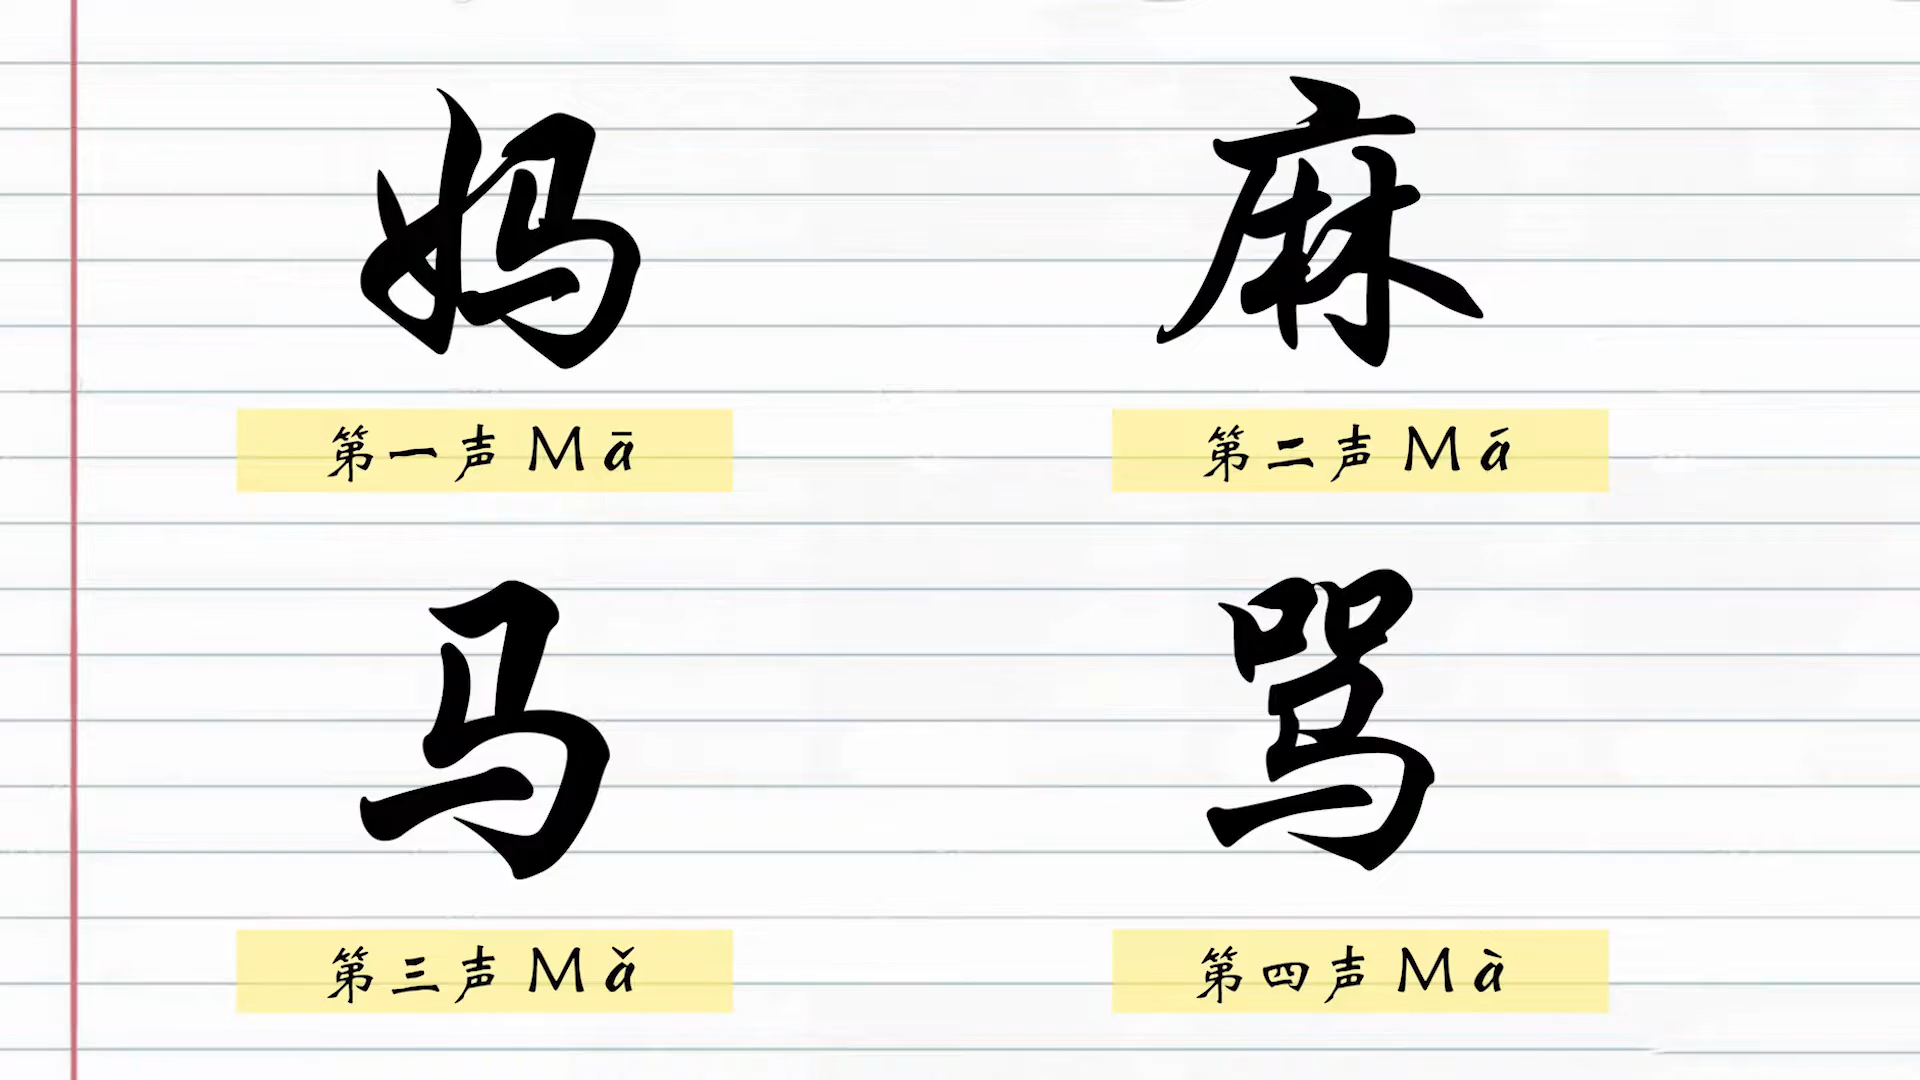 妈
麻
第一声 Mā
第二声 Má
马
骂
第三声 Mǎ
第四声 Mà